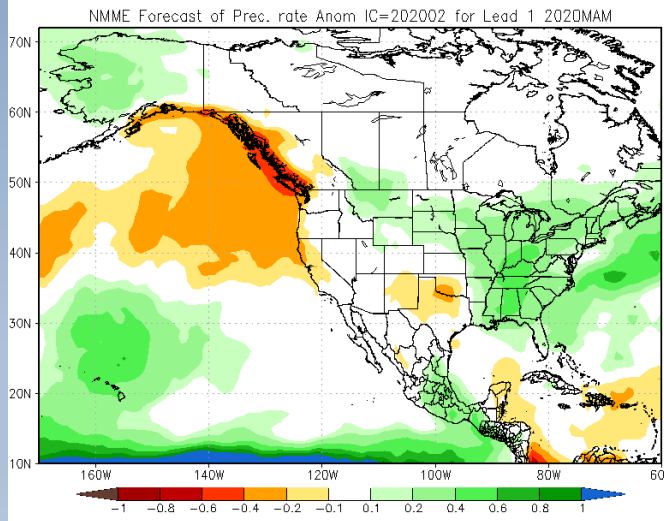 NMME Forecast of Prec. rate Anom IC=202002 for Lead 1 2020MAM
70N
60N
50N
40N
30N
20N
10N
160W 140W 120W 100W 80W 60
-1 -0.8 -0.6 -0.4 -0.2 -0.1 0.1 0.2 0.4 0.6 0.8 1